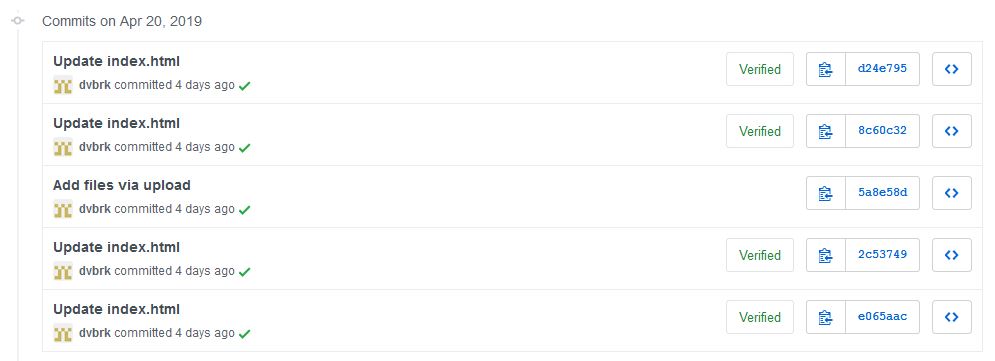 Commits on Apr 20, 2019
Update index.html
Verified d24e795
dvbrk committed 4 days ago
Update index.html
Verified 8c60c32
dvbrk committed 4 days ago
Add files via upload
5a8e58d
dvbrk committed 4 days ago
Update index.html
Verified 2c53749
dvbrk committed 4 days ago
Update index.html
Verified e065aac
dvbrk committed 4 days ago